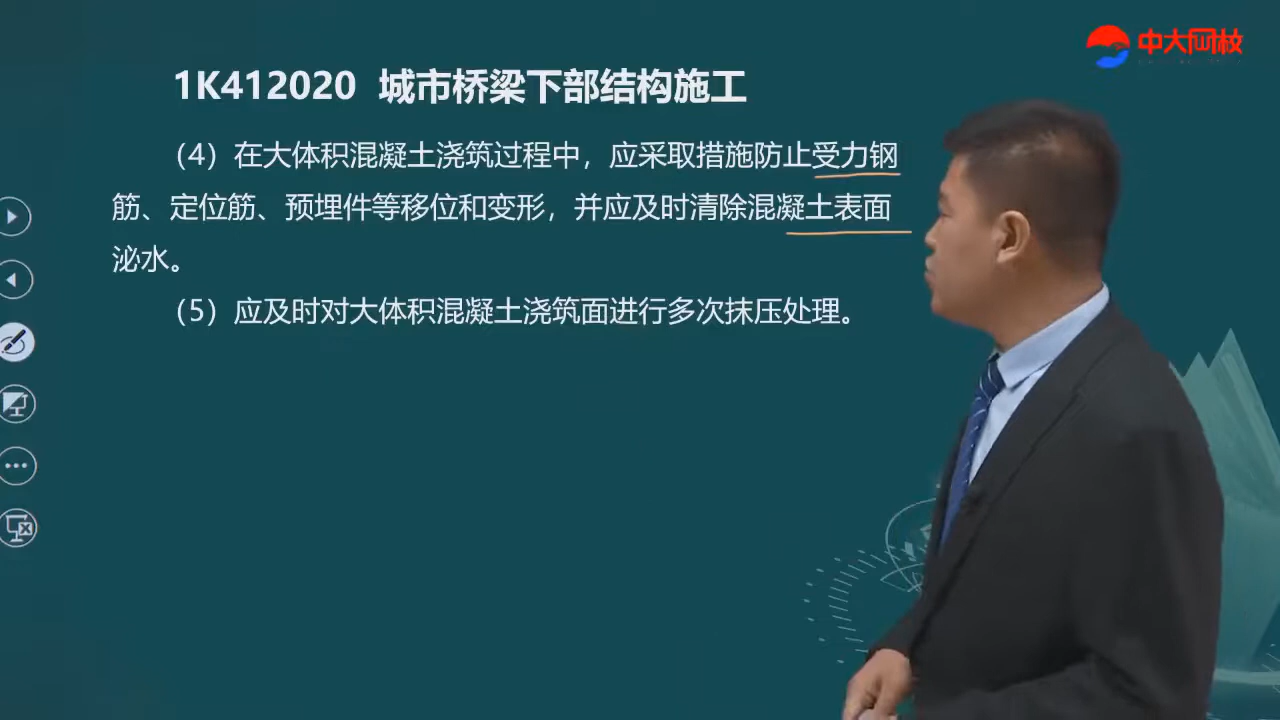 中大网校
1K412020 城市桥梁下部结构施工
（4）在大体积混凝土浇筑过程中，应采取措施防止受力钢
筋、定位筋、预埋件等移位和变形，并应及时清除混凝土表面
泌水。
（5）应及时对大体积混凝土浇筑面进行多次抹压处理。